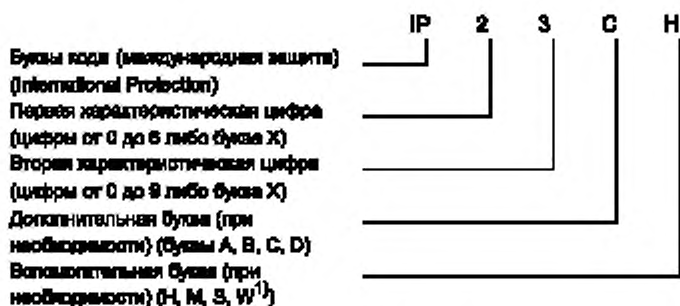 IP 2 3 C H
Буквы кода (международная защита)
(International Protection)
Первая характеристическая цифра
(цифры от 0 до 6 либо буква X)
Вторая характеристическая цифра
(цифры от 0 до 9 либо буква X)
Дополнительная буква (при
необходимости) (буквы A, B, C, D)
Вспомогательная буква (при
необходимости) (H, M, S, W1))